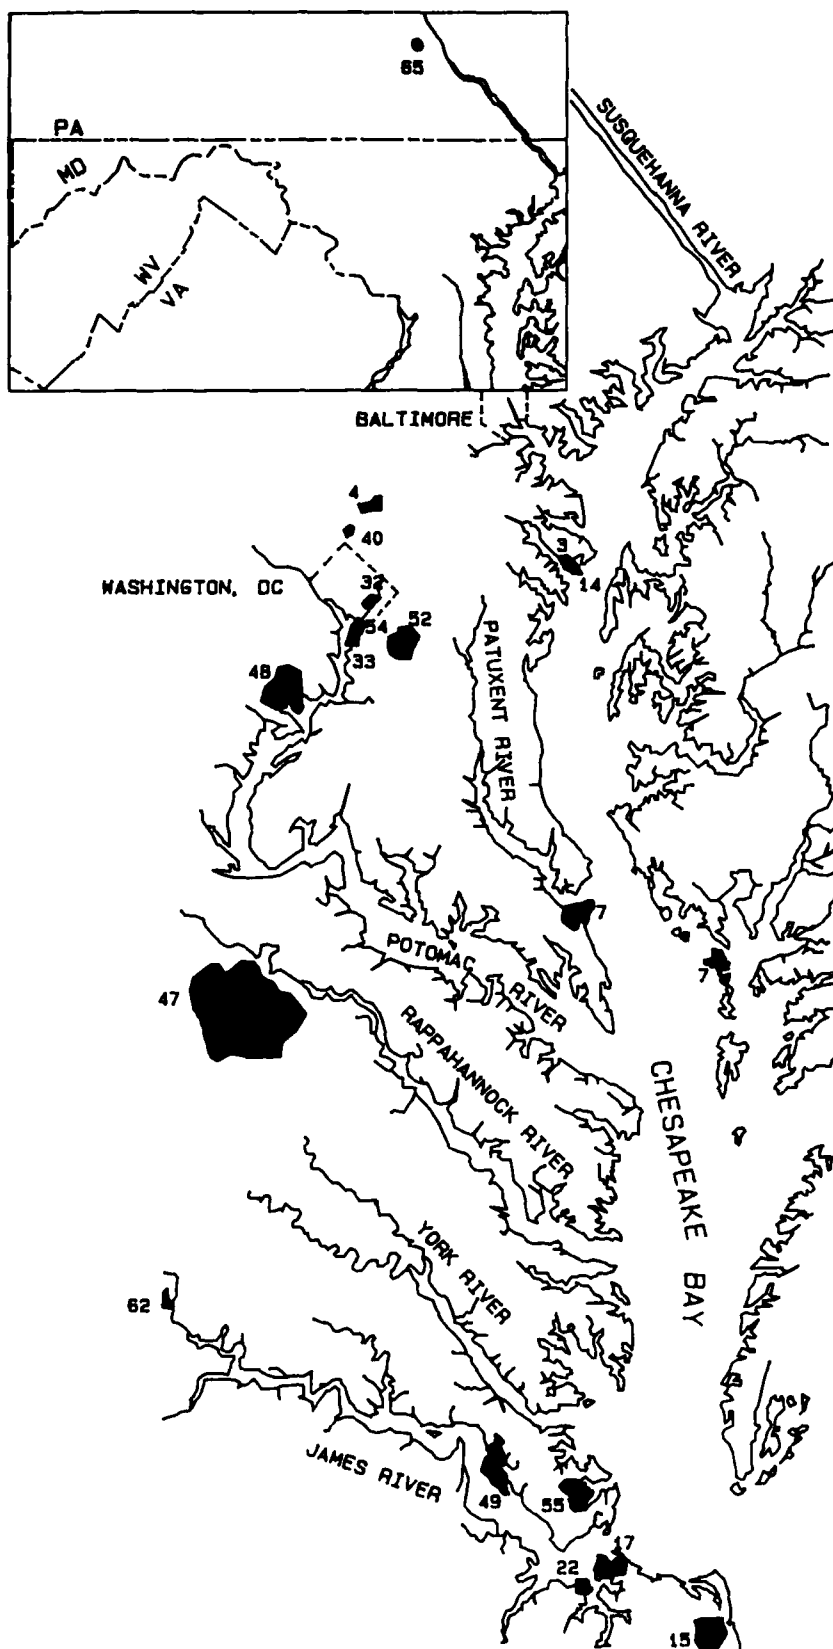 65
PA
MD
WV
VA
SUSQUEHANNA RIVER
BALTIMORE
4
40
3
14
WASHINGTON, DC
32
54
52
33
48
PATUXENT RIVER
7
POTOMAC RIVER
7
47
RAPPAHANNOCK RIVER
CHESAPEAKE BAY
YORK RIVER
62
JAMES RIVER
49
55
17
22
15